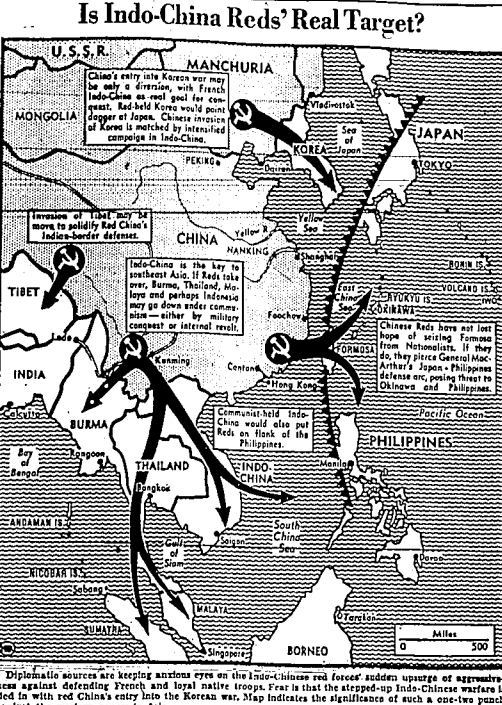 Is Indo-China Reds' Real Target?
U.S.S.R.
MANCHURIA
China's entry into Korean war may
be only a diversion, with French
Indo-China as real goal for con-
quest. Red-held Korea would point
dagger at Japan. Chinese invasion
of Korea is matched by intensified
campaign in Indo-China.
MONGOLIA
Vladivostok
Sea
of
Japan
JAPAN
KOREA
TOKYO
PEKING
Dairen
Invasion of Tibet may be
move to solidify Red China's
Indian-border defenses.
Yellow R.
Yellow
Sea
CHINA
NANKING
Shanghai
Indo-China is the key to
southeast Asia. If Reds take
over, Burma, Thailand, Ma-
laya and perhaps Indonesia
may go down under commu-
nism — either by military
conquest or internal revolt.
BONIN IS.
TIBET
VOLCANO IS.
East
China
Sea
RYUKYU IS.
IWO
OKINAWA
Foochow
Chinese Reds have not lost
hope of seizing Formosa
from Nationalists. If they
do, they pierce General Mac-
Arthur's Japan - Philippines
defense arc, posing threat to
Okinawa and Philippines.
FORMOSA
Ledo
Kunming
INDIA
Canton
Hong Kong
Calcutta
Communist-held Indo-
China would also put
Reds on flank of the
Philippines.
Pacific Ocean
BURMA
PHILIPPINES
Bay
of
Bengal
Rangoon
THAILAND
INDO-
CHINA
Manila
Bangkok
ANDAMAN IS.
South
China
Sea
Saigon
Gulf
of
Siam
Davao
NICOBAR IS.
Sabang
MALAYA
Tarakan
SUMATRA
Miles
0 500
Singapore
BORNEO
Diplomatic sources are keeping anxious eyes on the Indo-Chinese red forces' sudden upsurge of aggressive-
ness against defending French and loyal native troops. Fear is that the stepped-up Indo-Chinese warfare is
ded in with red China's entry into the Korean war. Map indicates the significance of such a one-two punch